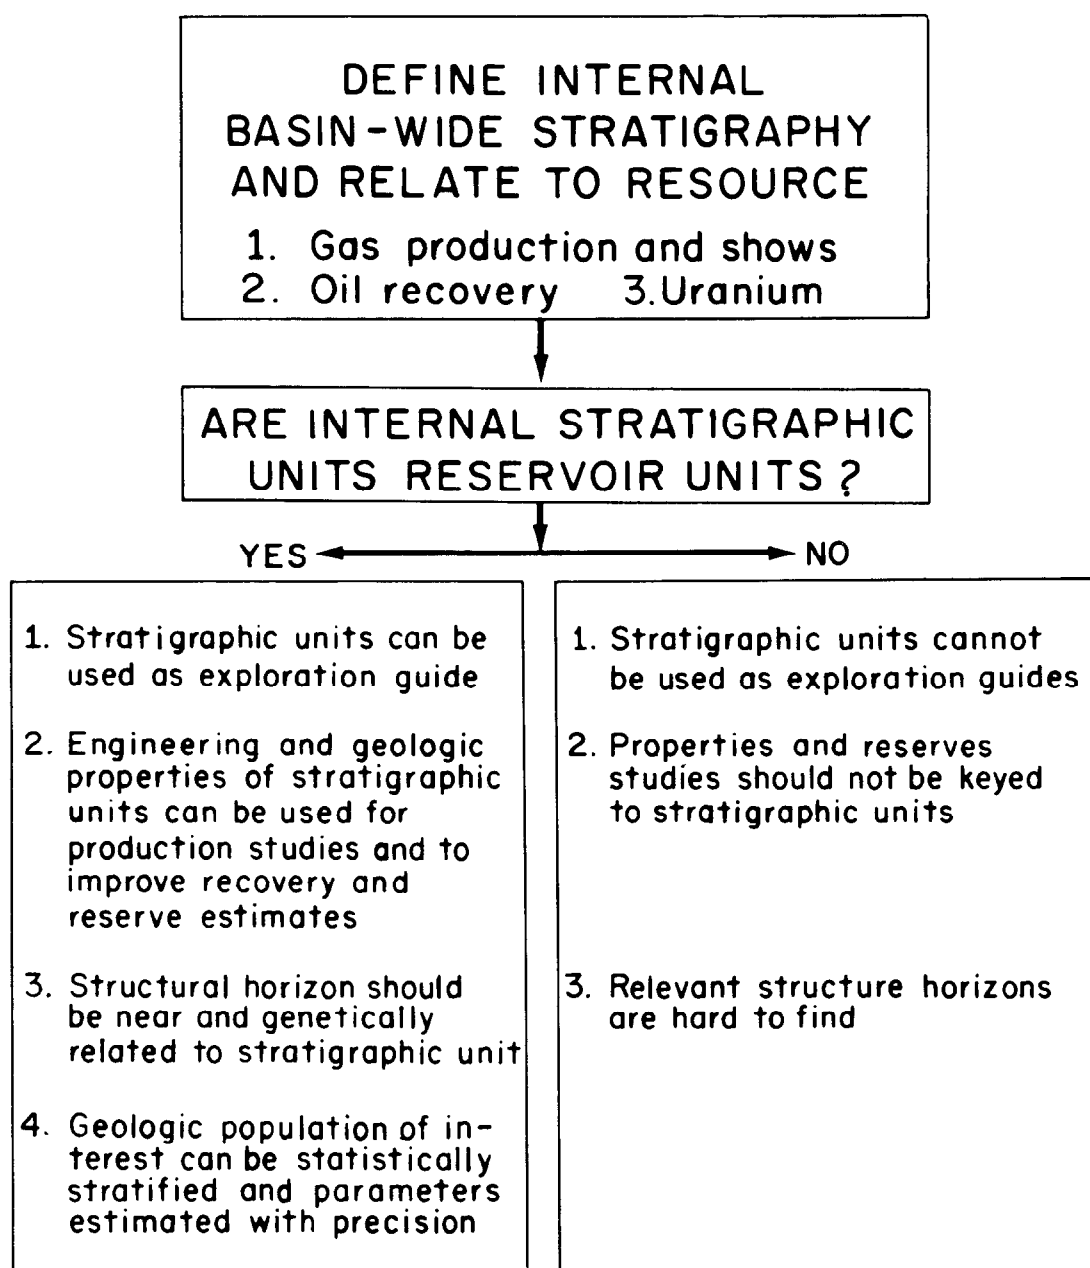 DEFINE INTERNAL
BASIN-WIDE STRATIGRAPHY
AND RELATE TO RESOURCE
1. Gas production and shows
2. Oil recovery 3. Uranium
ARE INTERNAL STRATIGRAPHIC
UNITS RESERVOIR UNITS ?
YES NO
1. Stratigraphic units can be
used as exploration guide
2. Engineering and geologic
properties of stratigraphic
units can be used for
production studies and to
improve recovery and
reserve estimates
3. Structural horizon should
be near and genetically
related to stratigraphic unit
4. Geologic population of in-
terest can be statistically
stratified and parameters
estimated with precision
1. Stratigraphic units cannot
be used as exploration guides
2. Properties and reserves
studies should not be keyed
to stratigraphic units
3. Relevant structure horizons
are hard to find